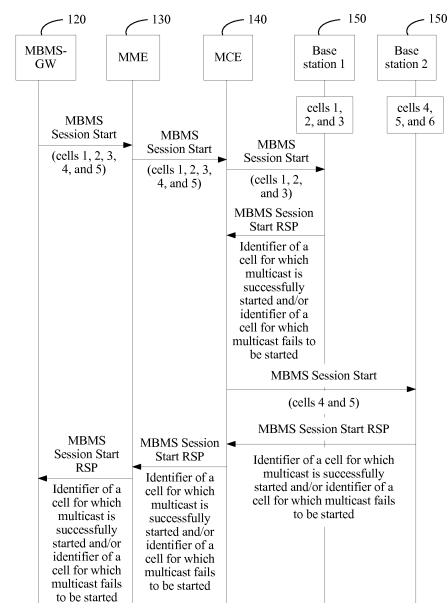 120
130
140
150
150
MBMS-
GW
MME
MCE
Base
station 1
Base
station 2
cells 1,
2, and 3
cells 4,
5, and 6
MBMS
Session Start
(cells 1, 2, 3,
4, and 5)
MBMS
Session Start
(cells 1, 2, 3,
4, and 5)
MBMS
Session Start
(cells 1, 2,
and 3)
MBMS Session
Start RSP
Identifier of a
cell for which
multicast is
successfully
started and/or
identifier of a
cell for which
multicast fails to
be started
MBMS Session Start
(cells 4 and 5)
MBMS Session Start RSP
Identifier of a cell for which
multicast is successfully
started and/or identifier of a
cell for which multicast fails
to be started
MBMS Session
Start RSP
Identifier of a
cell for which
multicast is
successfully
started and/or
identifier of a
cell for which
multicast fails
to be started
MBMS
Session Start
RSP
Identifier of a
cell for which
multicast is
successfully
started and/or
identifier of a
cell for which
multicast fails
to be started